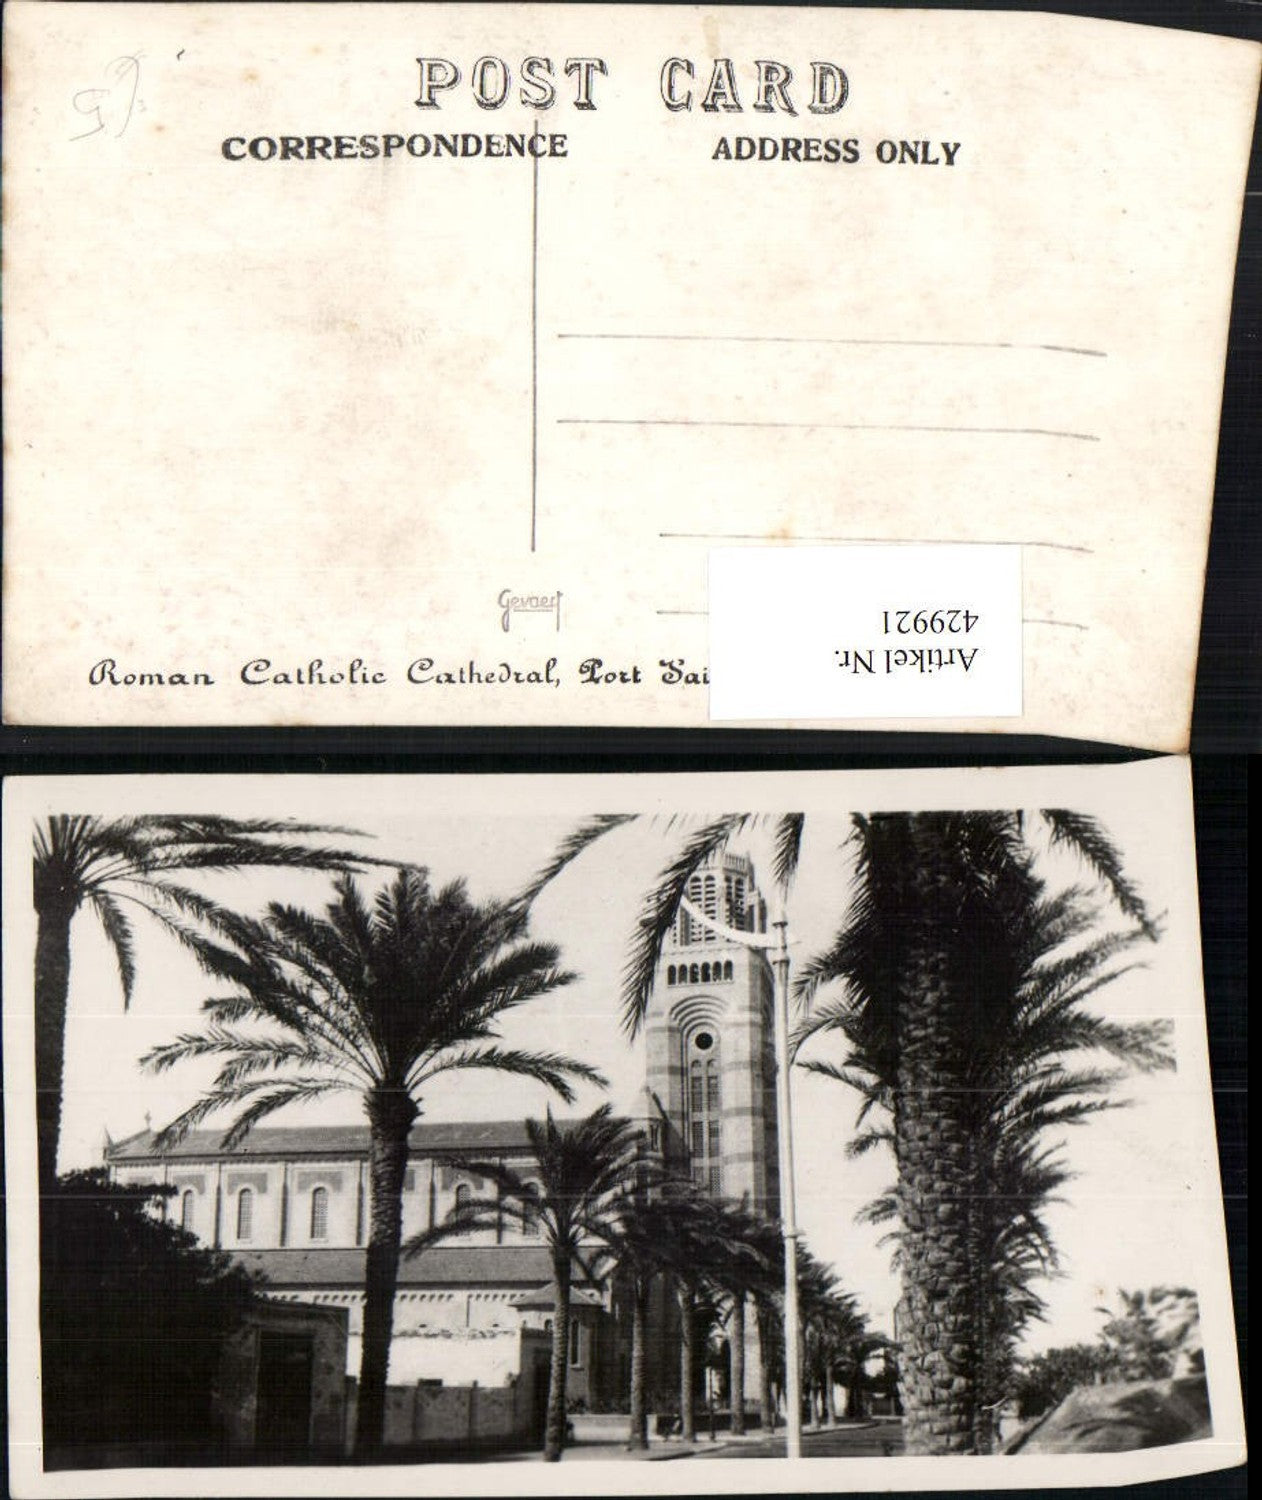 POST CARD
CORRESPONDENCE ADDRESS ONLY
Gevaert
Roman Catholic Cathedral, Port Sai
Artikel Nr.
429921